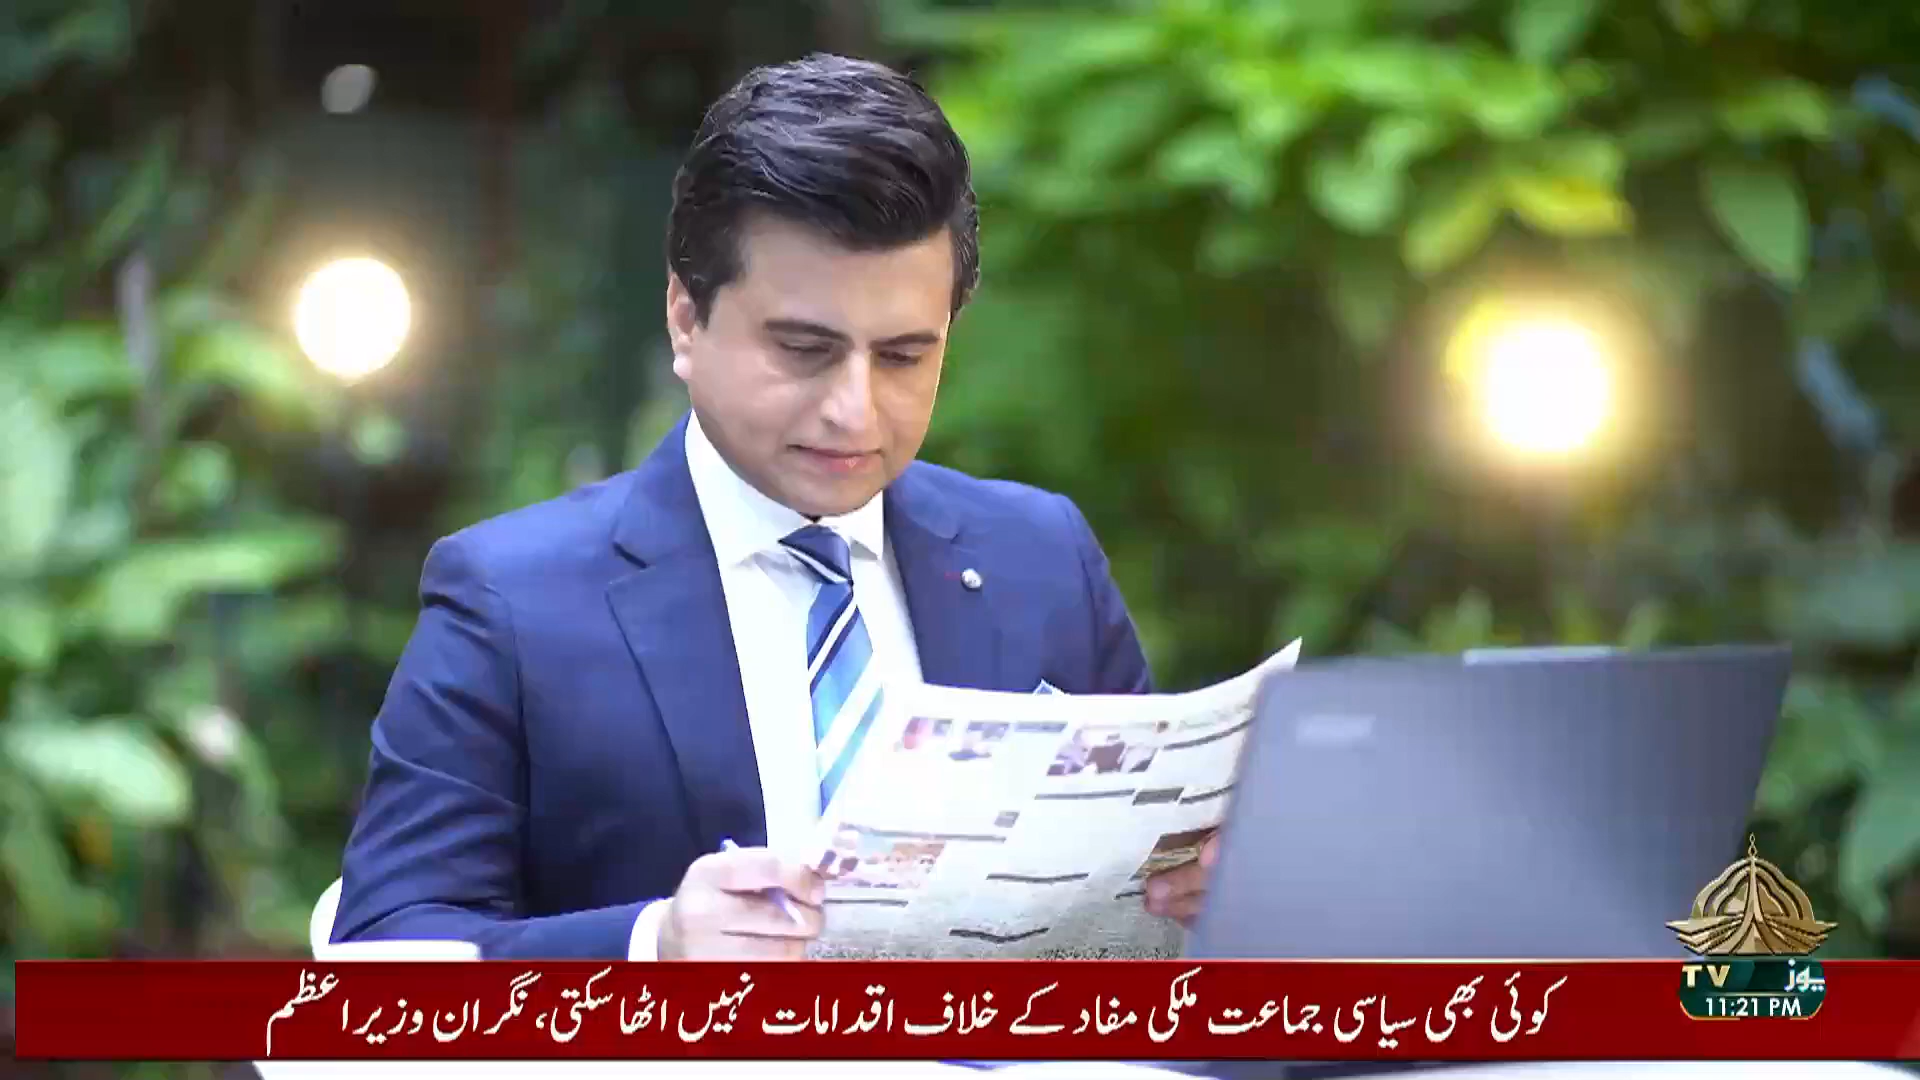 کوئی بھی سیاسی جماعت ملکی مفاد کے خلاف اقدامات نہیں اٹھا سکتی، نگران وزیراعظم
TV نیوز
11:21 PM